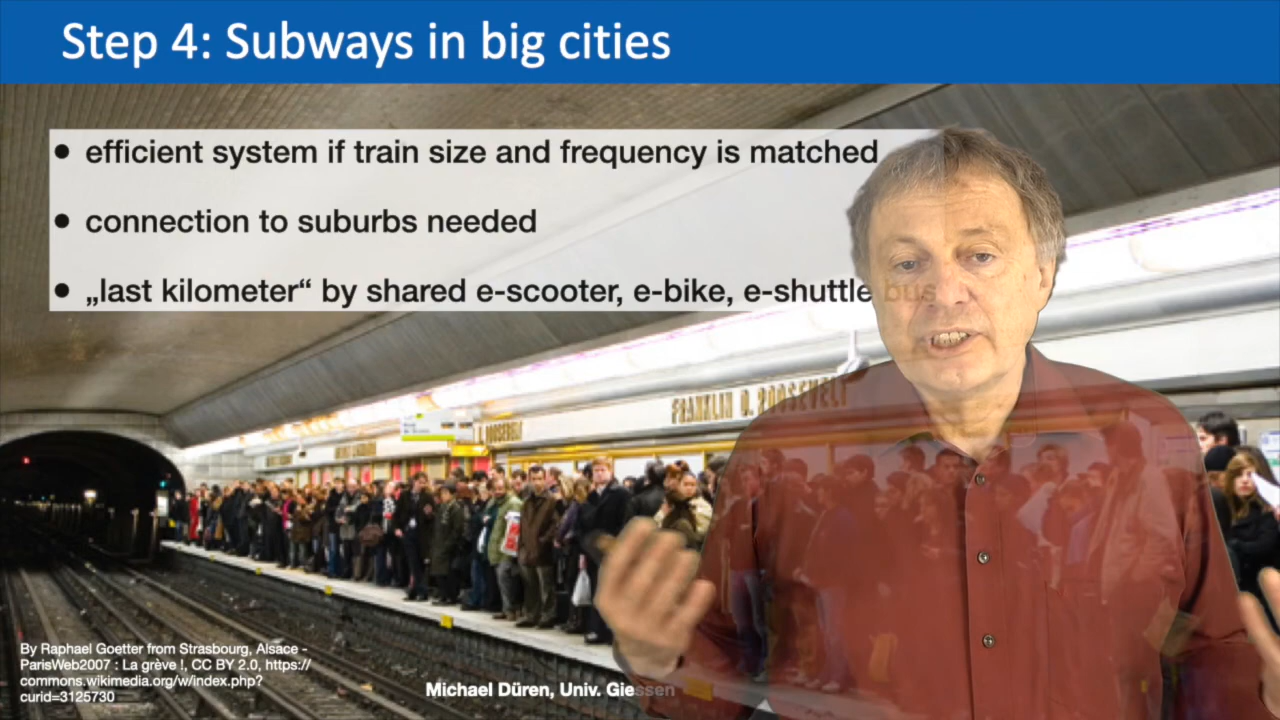 Step 4: Subways in big cities
• efficient system if train size and frequency is matched
• connection to suburbs needed
• „last kilometer“ by shared e-scooter, e-bike, e-shuttle bus
FRANKLIN D. ROOSEVELT
By Raphael Goetter from Strasbourg, Alsace -
ParisWeb2007 : La grève !, CC BY 2.0, https://
commons.wikimedia.org/w/index.php?
curid=3125730
Michael Düren, Univ. Giessen